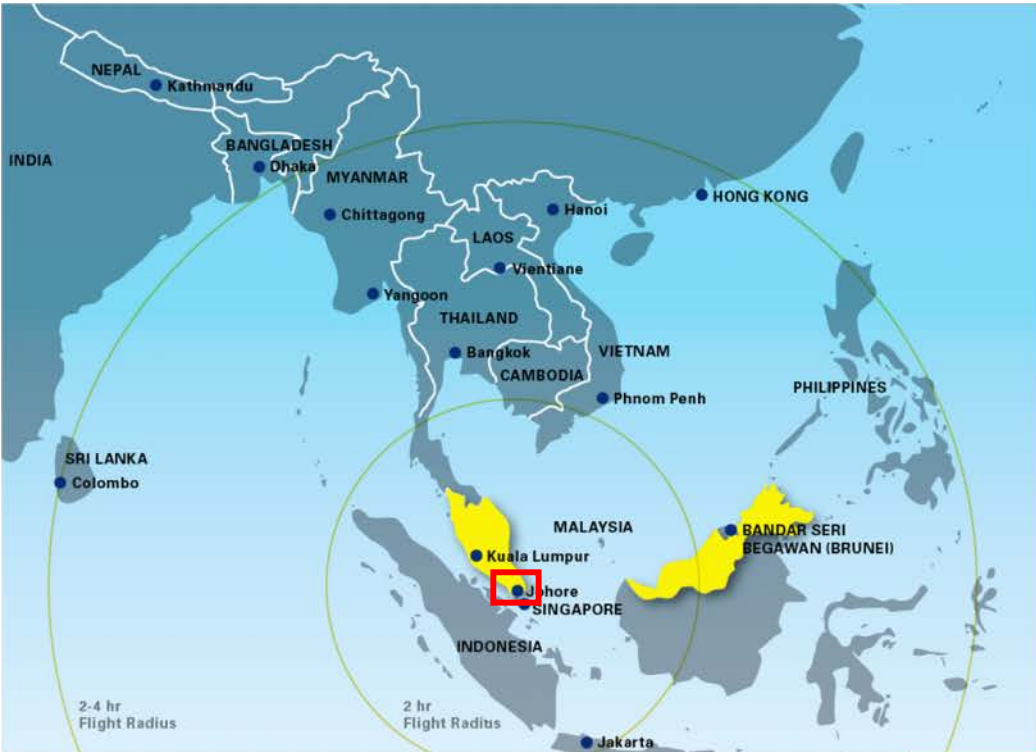 NEPAL
Kathmandu
INDIA
BANGLADESH
Dhaka
MYANMAR
Chittagong
HONG KONG
Hanoi
LAOS
Vientiane
Yangoon
THAILAND
Bangkok
VIETNAM
CAMBODIA
PHILIPPINES
Phnom Penh
SRI LANKA
Colombo
MALAYSIA
BANDAR SERI
BEGAWAN (BRUNEI)
Kuala Lumpur
Johore
SINGAPORE
INDONESIA
2-4 hr
Flight Radius
2 hr
Flight Radius
Jakarta